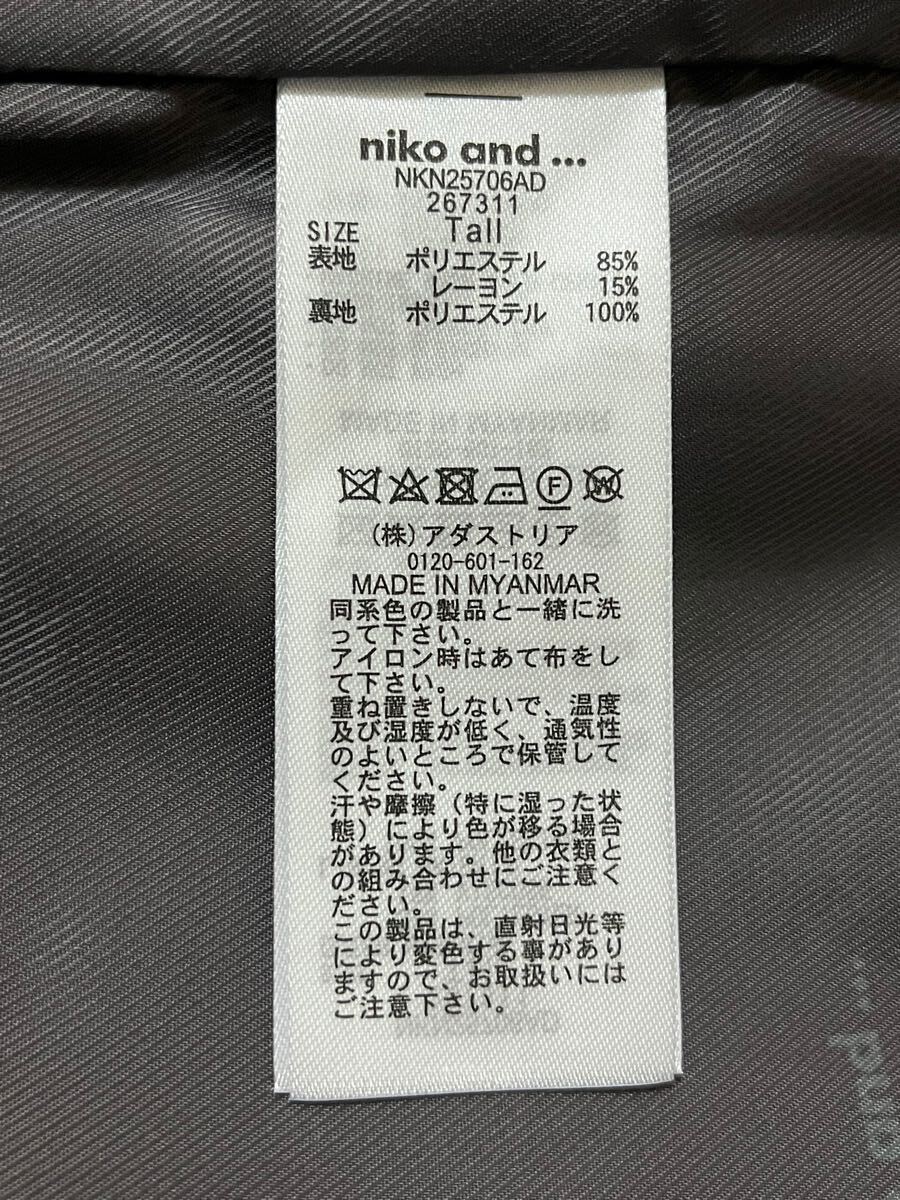 niko and ...
NKN25706AD
267311
SIZE Tall
表地 ポリエステル 85%
レーヨン 15%
裏地 ポリエステル 100%
F
W
(株)アダストリア
0120-601-162
MADE IN MYANMAR
同系色の製品と一緒に洗
って下さい。
アイロン時はあて布をし
て下さい。
重ね置きしないで、温度
及び湿度が低く、通気性
のよいところで保管して
ください。
汗や摩擦(特に湿った状
態)により色が移る場合
があります。他の衣類と
の組み合わせにご注意く
ださい。
この製品は、直射日光等
により変色する事があり
ますので、お取扱いには
ご注意下さい。
and ...